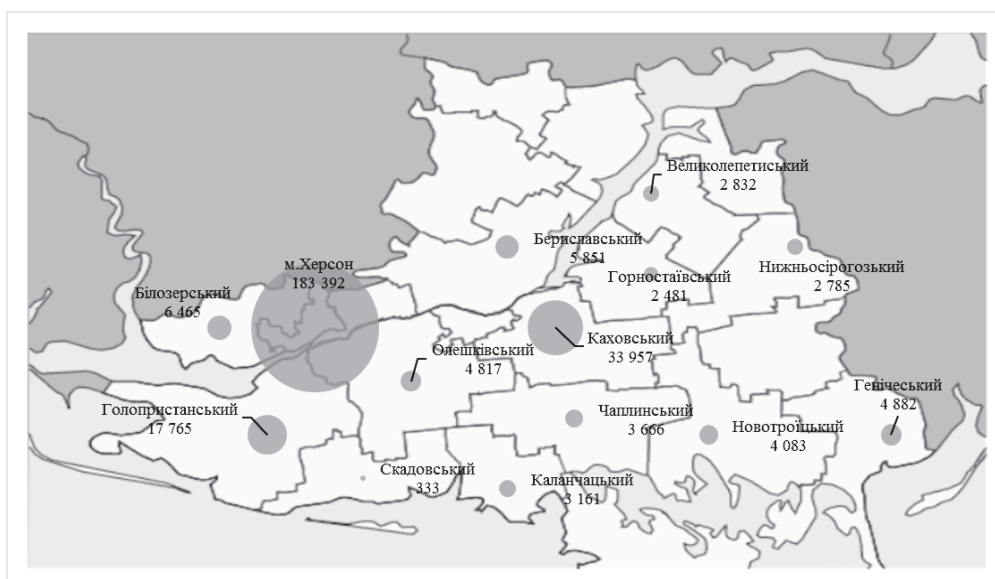 Великолепетиський
2 832
Бериславський
5 851
Нижньосірогозький
2 785
Горностаївський
2 481
м.Херсон
183 392
Білозерський
6 465
Каховський
33 957
Олешківський
4 817
Генічеський
4 882
Голопристанський
17 765
Чаплинський
3 666
Новотроїцький
4 083
Скадовський
333
Каланчацький
3 161